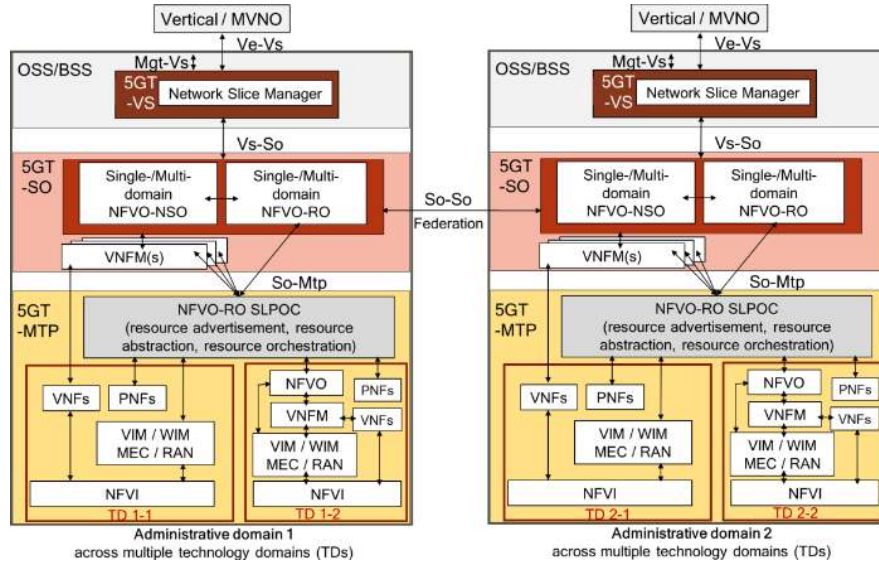 Vertical / MVNO
Ve-Vs
Mgt-Vs
OSS/BSS
5GT
-VS
Network Slice Manager
Vs-So
5GT
-SO
Single-/Multi-
domain
NFVO-NSO
Single-/Multi-
domain
NFVO-RO
VNFM(s)
So-Mtp
5GT
-MTP
NFVO-RO SLPOC
(resource advertisement, resource
abstraction, resource orchestration)
VNFs
PNFs
VIM / WIM
MEC / RAN
NFVI
TD 1-1
NFVO
PNFs
VNFM
VNFs
VIM / WIM
MEC / RAN
NFVI
TD 1-2
Administrative domain 1
across multiple technology domains (TDs)
So-So
Federation
Vertical / MVNO
Ve-Vs
Mgt-Vs
OSS/BSS
5GT
-VS
Network Slice Manager
Vs-So
5GT
-SO
Single-/Multi-
domain
NFVO-NSO
Single-/Multi-
domain
NFVO-RO
VNFM(s)
So-Mtp
5GT
-MTP
NFVO-RO SLPOC
(resource advertisement, resource
abstraction, resource orchestration)
VNFs
PNFs
VIM / WIM
MEC / RAN
NFVI
TD 2-1
NFVO
PNFs
VNFM
VNFs
VIM / WIM
MEC / RAN
NFVI
TD 2-2
Administrative domain 2
across multiple technology domains (TDs)